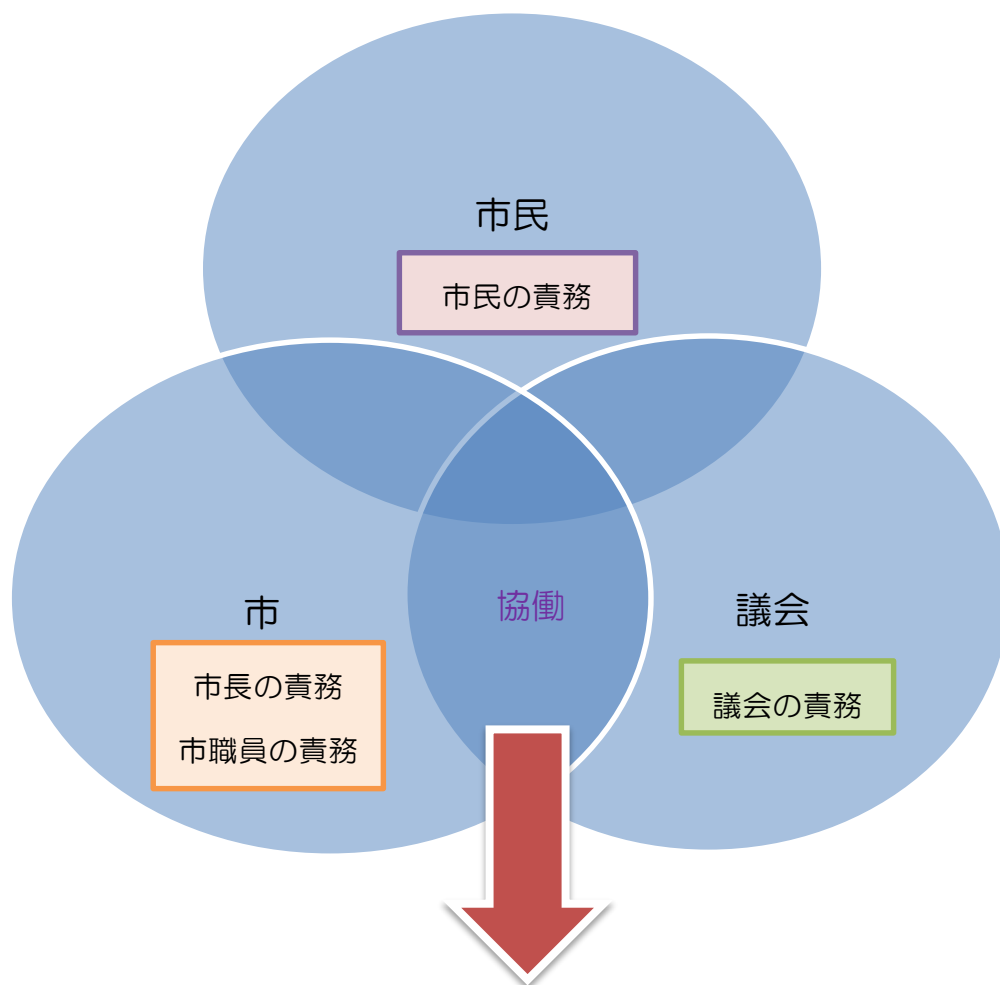 市民
市民の責務
協働
市
市長の責務
市職員の責務
議会
議会の責務